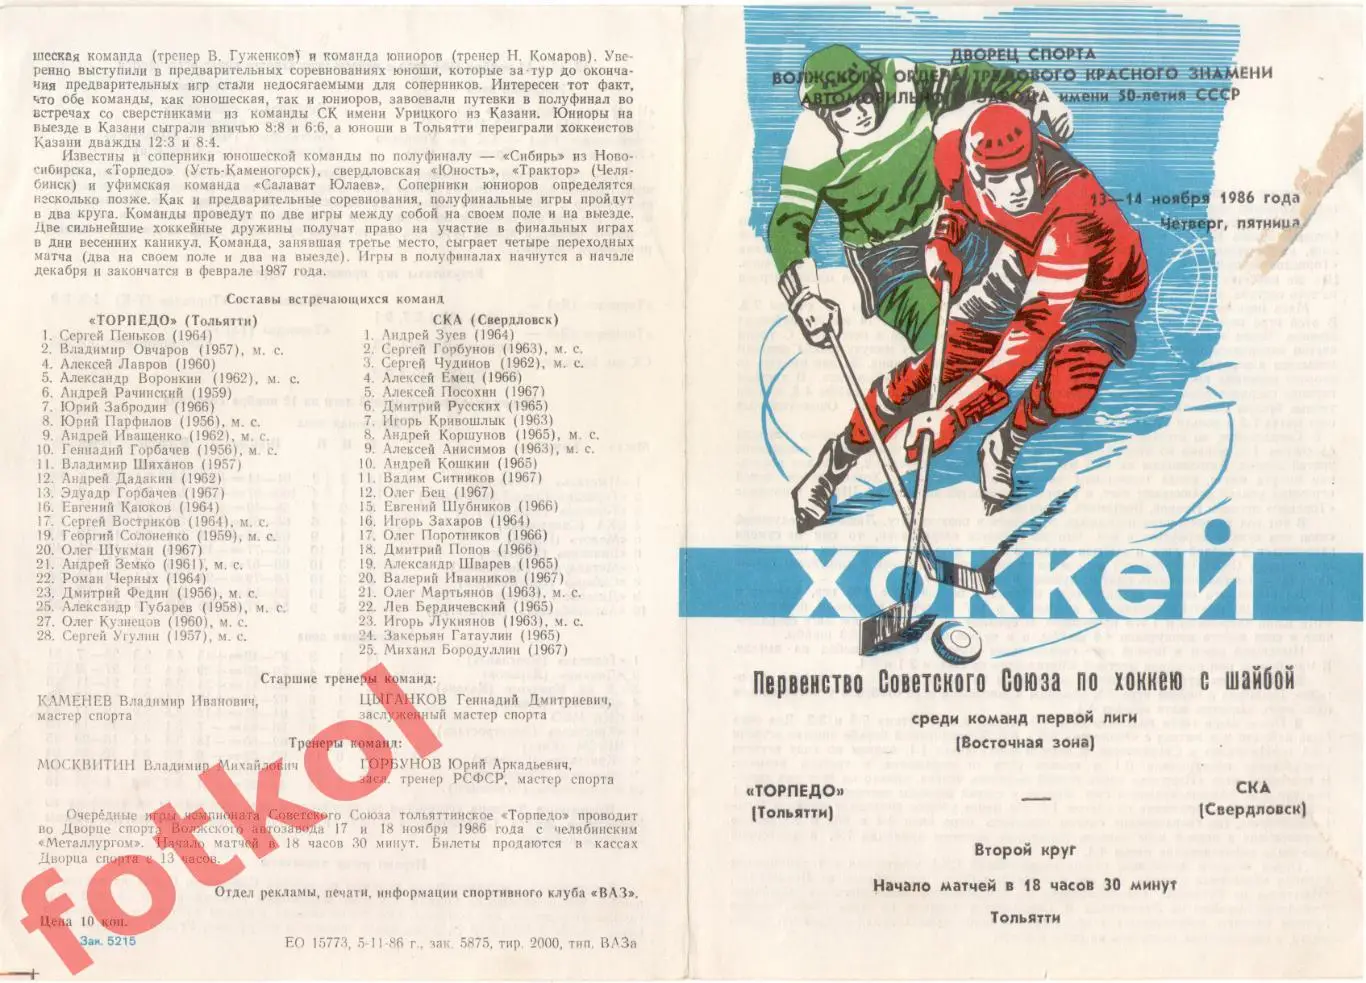 шеская команда (тренер В. Гуженков) и команда юниоров (тренер Н. Комаров). Уве-
ренно выступили в предварительных соревнованиях юноши, которые за тур до оконча-
ния предварительных игр стали недосягаемыми для соперников. Интересен тот факт,
что обе команды, как юношеская, так и юниоров, завоевали путевки в полуфинал во
встречах со сверстниками из команды СК имени Урицкого из Казани. Юниоры на
выезде в Казани сыграли вничью 8:8 и 6:6, а юноши в Тольятти переиграли хоккеистов
Казани дважды 12:3 и 8:4.
Известны и соперники юношеской команды по полуфиналу — «Сибирь» из Ново-
сибирска, «Торпедо» (Усть-Каменогорск), свердловская «Юность», «Трактор» (Челя-
бинск) и уфимская команда «Салават Юлаев». Соперники юниоров определятся
несколько позже. Как и предварительные соревнования, полуфинальные игры пройдут
в два круга. Команды проведут по две игры между собой на своем поле и на выезде.
Две сильнейшие хоккейные дружины получат право на участие в финальных играх
в дни весенних каникул. Команда, занявшая третье место, сыграет четыре переходных
матча (два на своем поле и два на выезде). Игры в полуфиналах начнутся в начале
декабря и закончатся в феврале 1987 года.
Составы встречающихся команд
«ТОРПЕДО» (Тольятти)
1. Сергей Пеньков (1964)
2. Владимир Овчаров (1957), м. с.
4. Алексей Лавров (1960)
5. Александр Воронкин (1962), м. с.
6. Андрей Рачинский (1959)
7. Юрий Забродин (1966)
8. Юрий Парфилов (1956), м. с.
9. Андрей Иващенко (1962), м. с.
10. Геннадий Горбачев (1956), м. с.
11. Владимир Шиханов (1957)
12. Андрей Дадакин (1962)
13. Эдуадр Горбачев (1967)
16. Евгений Каюков (1964)
17. Сергей Востриков (1964), м. с.
19. Георгий Солоненко (1959), м. с.
20. Олег Шукман (1967)
21. Андрей Земко (1961), м. с.
22. Роман Черных (1964)
23. Дмитрий Федин (1956), м. с.
25. Александр Губарев (1958), м. с.
27. Олег Кузнецов (1960), м. с.
28. Сергей Угулин (1957), м. с.
СКА (Свердловск)
1. Андрей Зуев (1964)
2. Сергей Горбунов (1963), м. с.
3. Сергей Чудинов (1962), м. с.
4. Алексей Емец (1966)
5. Алексей Посохин (1967)
6. Дмитрий Русских (1965)
7. Игорь Кривошлык (1963)
8. Андрей Коршунов (1965), м. с.
9. Алексей Анисимов (1963), м. с.
10. Андрей Кошкин (1965)
11. Вадим Ситников (1967)
12. Олег Бец (1967)
15. Евгений Шубников (1966)
16. Игорь Захаров (1964)
17. Олег Поротников (1966)
18. Дмитрий Попов (1966)
19. Александр Шварев (1965)
20. Валерий Иванников (1967)
21. Олег Мартьянов (1963), м. с.
22. Лев Бердичевский (1965)
23. Игорь Лукиянов (1963), м. с.
24. Закерьян Гатаулин (1965)
25. Михаил Бородуллин (1967)
Старшие тренеры команд:
КАМЕНЕВ Владимир Иванович,
мастер спорта
ЦЫГАНКОВ Геннадий Дмитриевич,
заслуженный мастер спорта
Тренеры команд:
МОСКВИТИН Владимир Михайлович
ГОРБУНОВ Юрий Аркадьевич,
засл. тренер РСФСР, мастер спорта
Очерёдные игры чемпионата Советского Союза тольяттинское «Торпедо» проводит
во Дворце спорта Волжского автозавода 17 и 18 ноября 1986 года с челябинским
«Металлургом». Начало матчей в 18 часов 30 минут. Билеты продаются в кассах
Дворца спорта с 13 часов.
Отдел рекламы, печати, информации спортивного клуба «ВАЗ».
Цена 10 коп.
Зак. 5215
ЕО 15773, 5-11-86 г., зак. 5875, тир. 2000, тип. ВАЗа
fotkol
ДВОРЕЦ СПОРТА
ВОЛЖСКОГО ОРДЕНА ТРУДОВОГО КРАСНОГО ЗНАМЕНИ
АВТОМОБИЛЬНОГО ЗАВОДА имени 50-летия СССР
13—14 ноября 1986 года
Четверг, пятница
ХОККЕЙ
Первенство Советского Союза по хоккею с шайбой
среди команд первой лиги
(Восточная зона)
«ТОРПЕДО» — СКА
(Тольятти) (Свердловск)
Второй круг
Начало матчей в 18 часов 30 минут
Тольятти